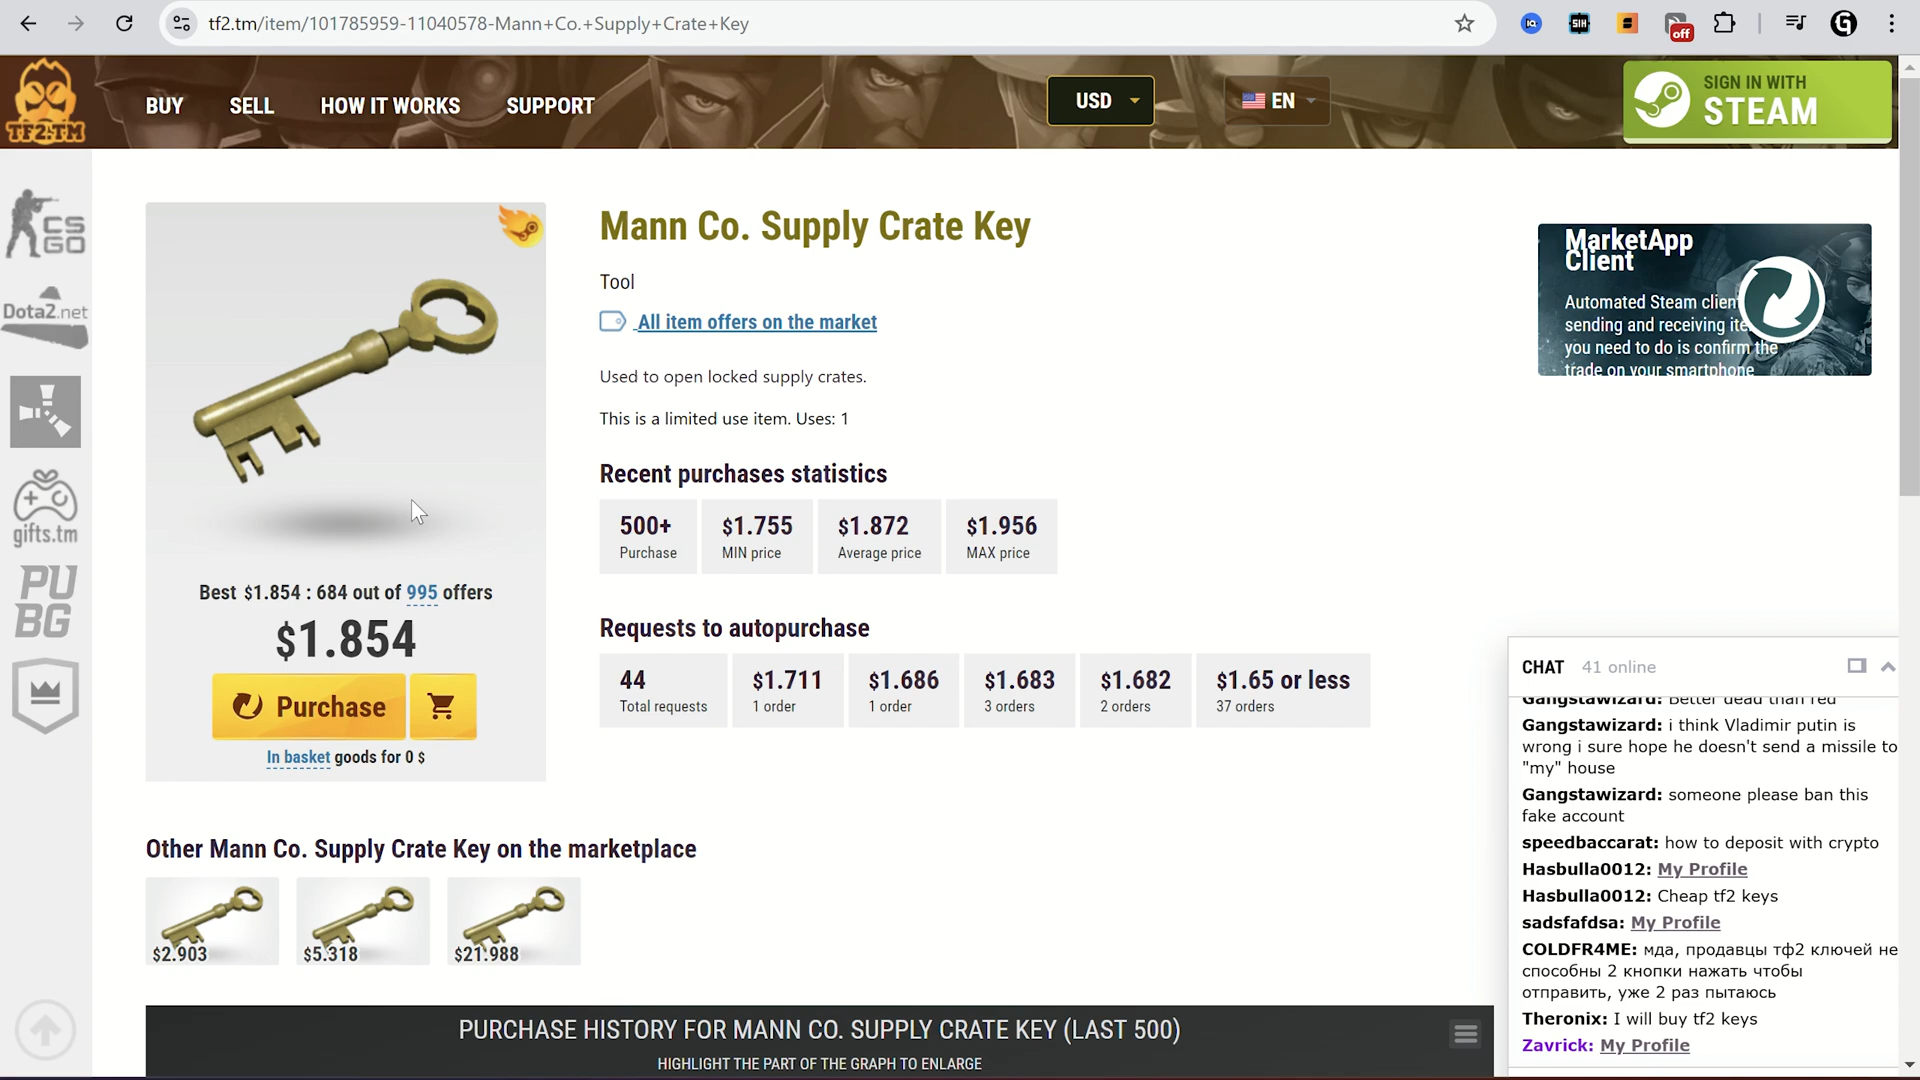 tf2.tm/item/101785959-11040578-Mann+Co.+Supply+Crate+Key
off
TF2.TM
BUY SELL HOW IT WORKS SUPPORT
USD
EN
SIGN IN WITH
STEAM
CS
GO
Dota2.net
gifts.tm
PU
BG
Mann Co. Supply Crate Key
Tool
All item offers on the market
Used to open locked supply crates.
This is a limited use item. Uses: 1
MarketApp
Client
Automated Steam clien
sending and receiving ite
you need to do is confirm the
trade on your smartphone
Recent purchases statistics
500+ $1.755 $1.872 $1.956
Purchase MIN price Average price MAX price
Best $1.854 : 684 out of 995 offers
$1.854
Purchase
In basket goods for 0 $
Requests to autopurchase
44 $1.711 $1.686 $1.683 $1.682 $1.65 or less
Total requests 1 order 1 order 3 orders 2 orders 37 orders
Other Mann Co. Supply Crate Key on the marketplace
$2.903 $5.318 $21.988
PURCHASE HISTORY FOR MANN CO. SUPPLY CRATE KEY (LAST 500)
HIGHLIGHT THE PART OF THE GRAPH TO ENLARGE
CHAT 41 online
Gangstawizard: Better dead than red
Gangstawizard: i think Vladimir putin is
wrong i sure hope he doesn't send a missile to
"my" house
Gangstawizard: someone please ban this
fake account
speedbaccarat: how to deposit with crypto
Hasbulla0012: My Profile
Hasbulla0012: Cheap tf2 keys
sadsfafdsa: My Profile
COLDFR4ME: мда, продавцы тф2 ключей не
способны 2 кнопки нажать чтобы
отправить, уже 2 раз пытаюсь
Theronix: I will buy tf2 keys
Zavrick: My Profile